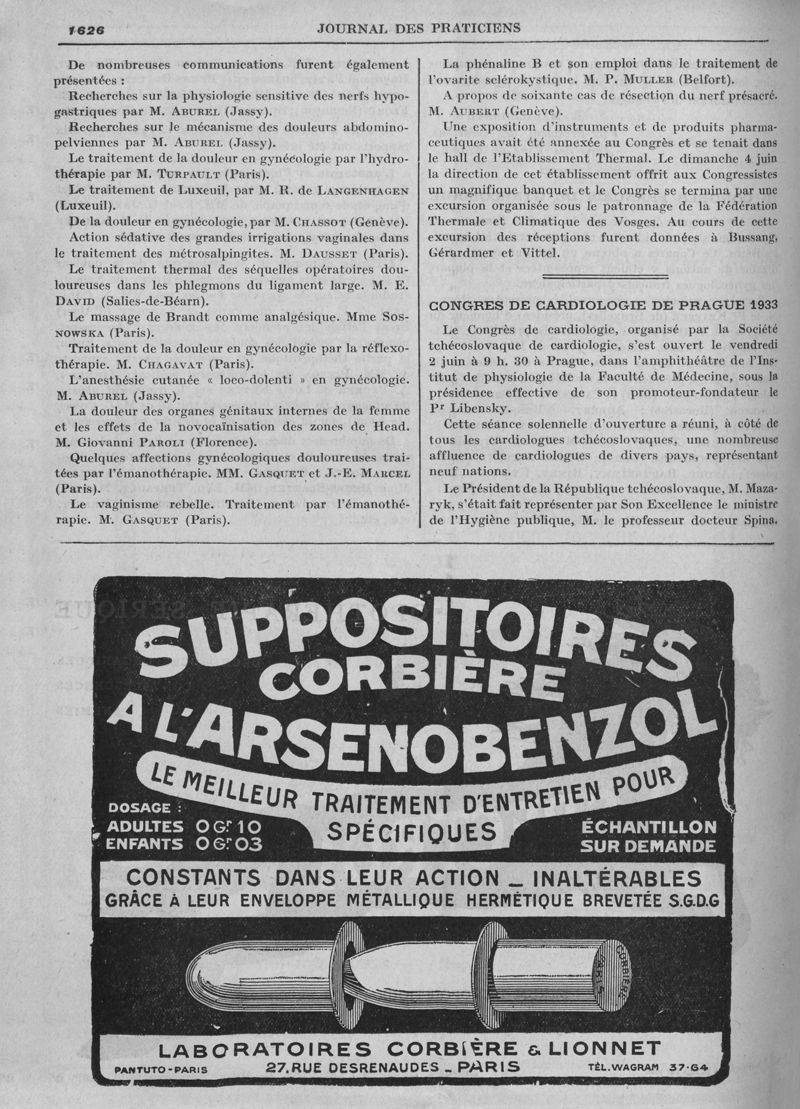 1626
JOURNAL DES PRATICIENS
De nombreuses communications furent également
présentées :
Recherches sur la physiologie sensitive des nerfs hypo-
gastriques par M. ABUREL (Jassy).
Recherches sur le mécanisme des douleurs abdomino-
pelviennes par M. ABUREL (Jassy).
Le traitement de la douleur en gynécologie par l'hydro-
thérapie par M. TURPAULT (Paris).
Le traitement de Luxeuil, par M. R. de LANGENHAGEN
(Luxeuil).
De la douleur en gynécologie, par M. CHASSOT (Genève).
Action sédative des grandes irrigations vaginales dans
le traitement des métrosalpingites. M. DAUSSET (Paris).
Le traitement thermal des séquelles opératoires dou-
loureuses dans les phlegmons du ligament large. M. E.
DAVID (Salies-de-Béarn).
Le massage de Brandt comme analgésique. Mme SOS-
NOWSKA (Paris).
Traitement de la douleur en gynécologie par la réflexo-
thérapie. M. CHAGAVAT (Paris).
L'anesthésie cutanée « loco-dolenti » en gynécologie.
M. ABUREL (Jassy).
La douleur des organes génitaux internes de la femme
et les effets de la novocaïnisation des zones de Head.
M. Giovanni PAROLI (Florence).
Quelques affections gynécologiques douloureuses trai-
tées par l'émanothérapie. MM. GASQUET et J.-E. MARCEL
(Paris).
Le vaginisme rebelle. Traitement par l'émanothé-
rapie. M. GASQUET (Paris).
La phénaline B et son emploi dans le traitement de
l'ovarite sclérokystique. M. P. MULLER (Belfort).
A propos de soixante cas de résection du nerf présacré.
M. AUBERT (Genève).
Une exposition d'instruments et de produits pharma-
ceutiques avait été annexée au Congrès et se tenait dans
le hall de l'Etablissement Thermal. Le dimanche 4 juin
la direction de cet établissement offrit aux Congressistes
un magnifique banquet et le Congrès se termina par une
excursion organisée sous le patronnage de la Fédération
Thermale et Climatique des Vosges. Au cours de cette
excursion des réceptions furent données à Bussang,
Gérardmer et Vittel.
CONGRES DE CARDIOLOGIE DE PRAGUE 1933
Le Congrès de cardiologie, organisé par la Société
tchécoslovaque de cardiologie, s'est ouvert le vendredi
2 juin à 9 h. 30 à Prague, dans l'amphithéâtre de l'Ins-
titut de physiologie de la Faculté de Médecine, sous la
présidence effective de son promoteur-fondateur le
Pr Libensky.
Cette séance solennelle d'ouverture a réuni, à côté de
tous les cardiologues tchécoslovaques, une nombreuse
affluence de cardiologues de divers pays, représentant
neuf nations.
Le Président de la République tchécoslovaque, M. Maza-
ryk, s'était fait représenter par Son Excellence le ministre
de l'Hygiène publique, M. le professeur docteur Spina.
SUPPOSITOIRES
CORBIÈRE
A L'ARSENOBENZOL
LE MEILLEUR TRAITEMENT D'ENTRETIEN POUR
SPÉCIFIQUES
DOSAGE :
ADULTES 0 Gr 10
ENFANTS 0 Gr 03
ÉCHANTILLON
SUR DEMANDE
CONSTANTS DANS LEUR ACTION _ INALTÉRABLES
GRÂCE À LEUR ENVELOPPE MÉTALLIQUE HERMÉTIQUE BREVETÉE S.G.D.G
CORBIÈRE
PARIS
LABORATOIRES CORBIÈRE & LIONNET
PANTUTO-PARIS
27. RUE DESRENAUDES _ PARIS
TÉL. WAGRAM 37-64